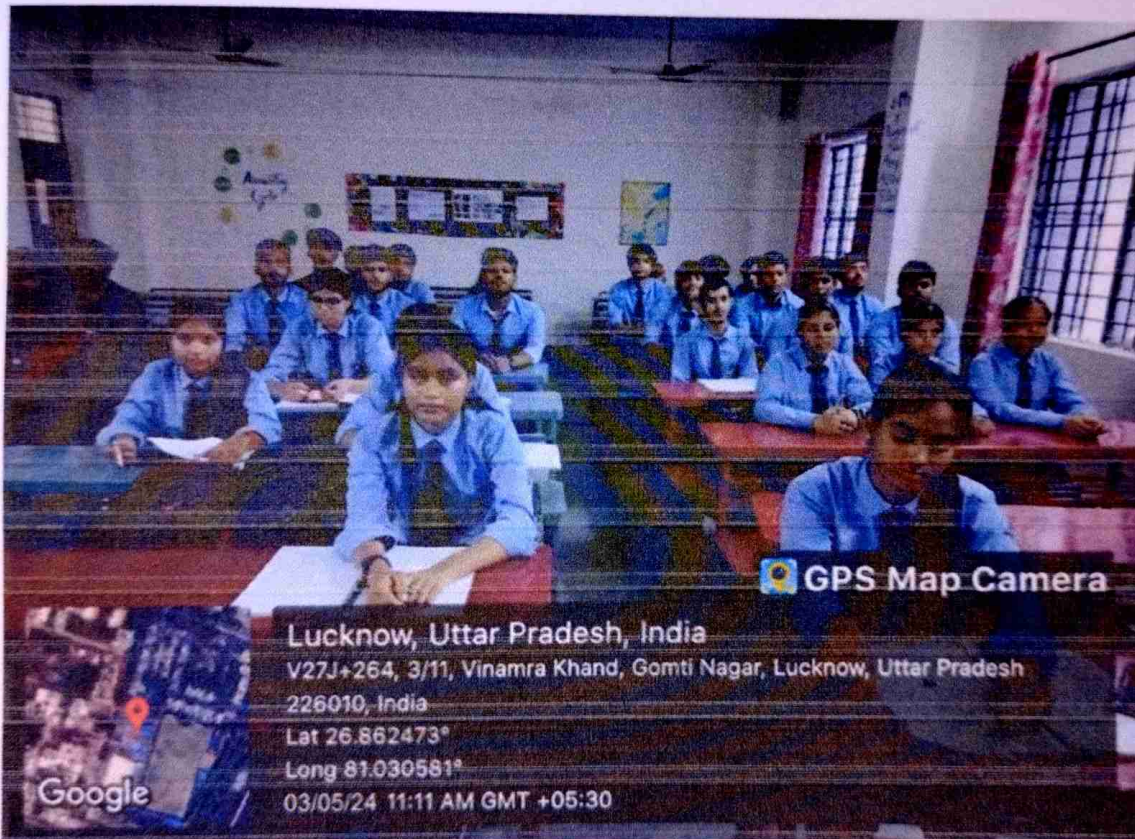 GPS Map Camera
Lucknow, Uttar Pradesh, India
V27J+264, 3/11, Vinamra Khand, Gomti Nagar, Lucknow, Uttar Pradesh
226010, India
Lat 26.862473°
Long 81.030581°
03/05/24 11:11 AM GMT +05:30
Google